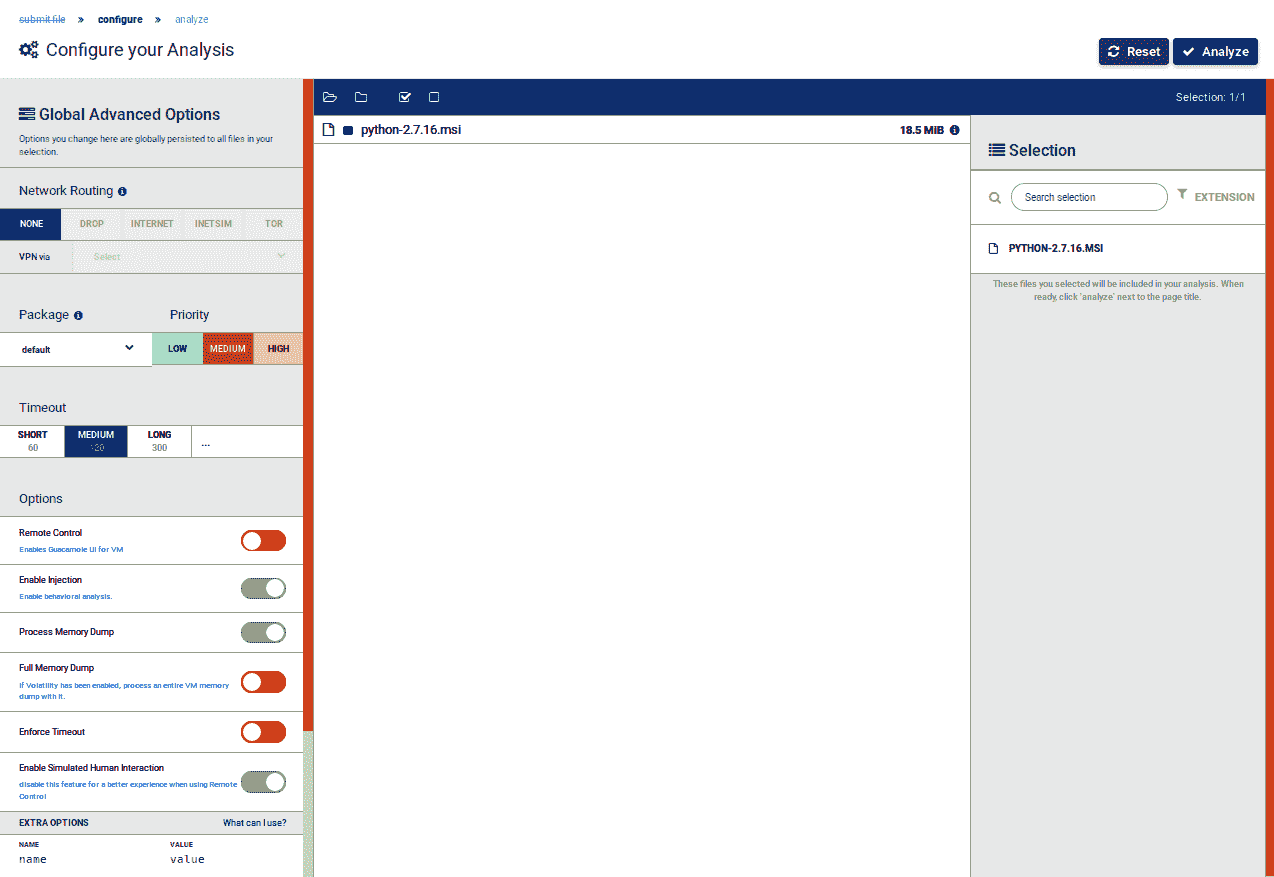 submit file » configure » analyze
Configure your Analysis
Reset
Analyze
Global Advanced Options
Options you change here are globally persisted to all files in your
selection.
Network Routing
NONE DROP INTERNET INETSIM TOR
VPN via Select
Package Priority
default LOW MEDIUM HIGH
Timeout
SHORT MEDIUM LONG
60 120 300 ...
Options
Remote Control
Enables Guacamole UI for VM
Enable Injection
Enable behavioral analysis.
Process Memory Dump
Full Memory Dump
If Volatility has been enabled, process an entire VM memory
dump with it.
Enforce Timeout
Enable Simulated Human Interaction
disable this feature for a better experience when using Remote
Control
EXTRA OPTIONS What can I use?
NAME VALUE
name value
Selection: 1/1
python-2.7.16.msi 18.5 MiB
Selection
Search selection EXTENSION
PYTHON-2.7.16.MSI
These files you selected will be included in your analysis. When
ready, click 'analyze' next to the page title.